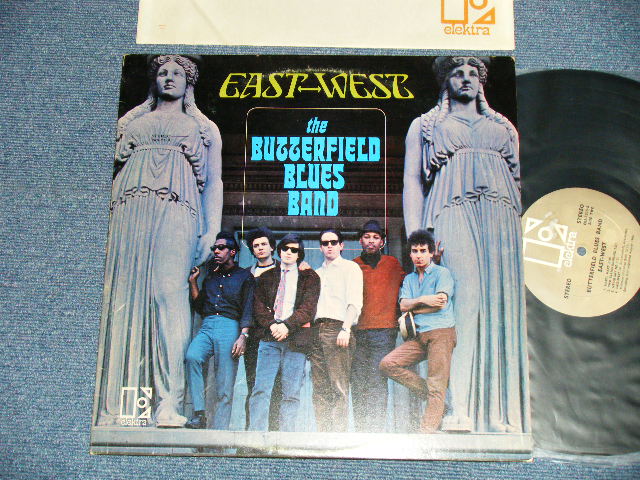 elektra
EAST-WEST
the
BUTTERFIELD
BLUES
BAND
elektra
elektra
STEREO
STEREO
BUTTERFIELD BLUES BAND
EAST-WEST